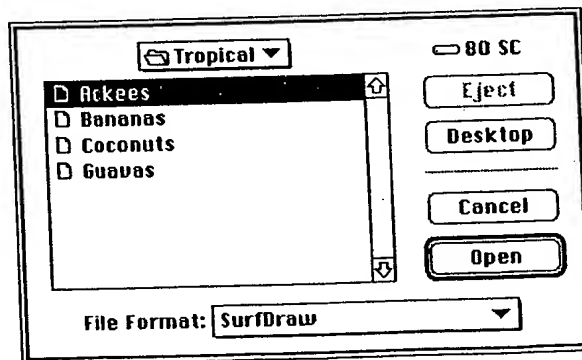 Tropical
80 SC
Ackees
Bananas
Coconuts
Guavas
Eject
Desktop
Cancel
Open
File Format: SurfDraw